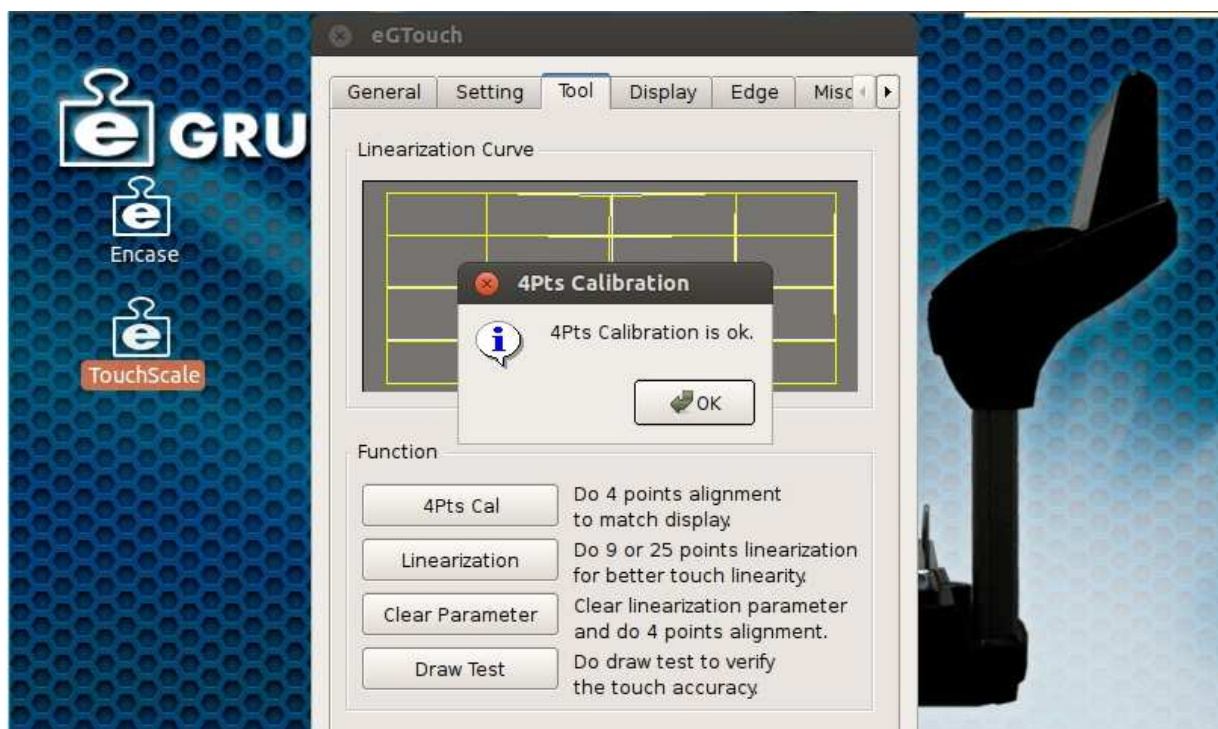 eGTouch
General Setting Tool Display Edge Misc
e GRU
Linearization Curve
e
Encase
4Pts Calibration
4Pts Calibration is ok.
i
OK
e
TouchScale
Function
4Pts Cal
Do 4 points alignment
to match display.
Linearization
Do 9 or 25 points linearization
for better touch linearity.
Clear Parameter
Clear linearization parameter
and do 4 points alignment.
Draw Test
Do draw test to verify
the touch accuracy.